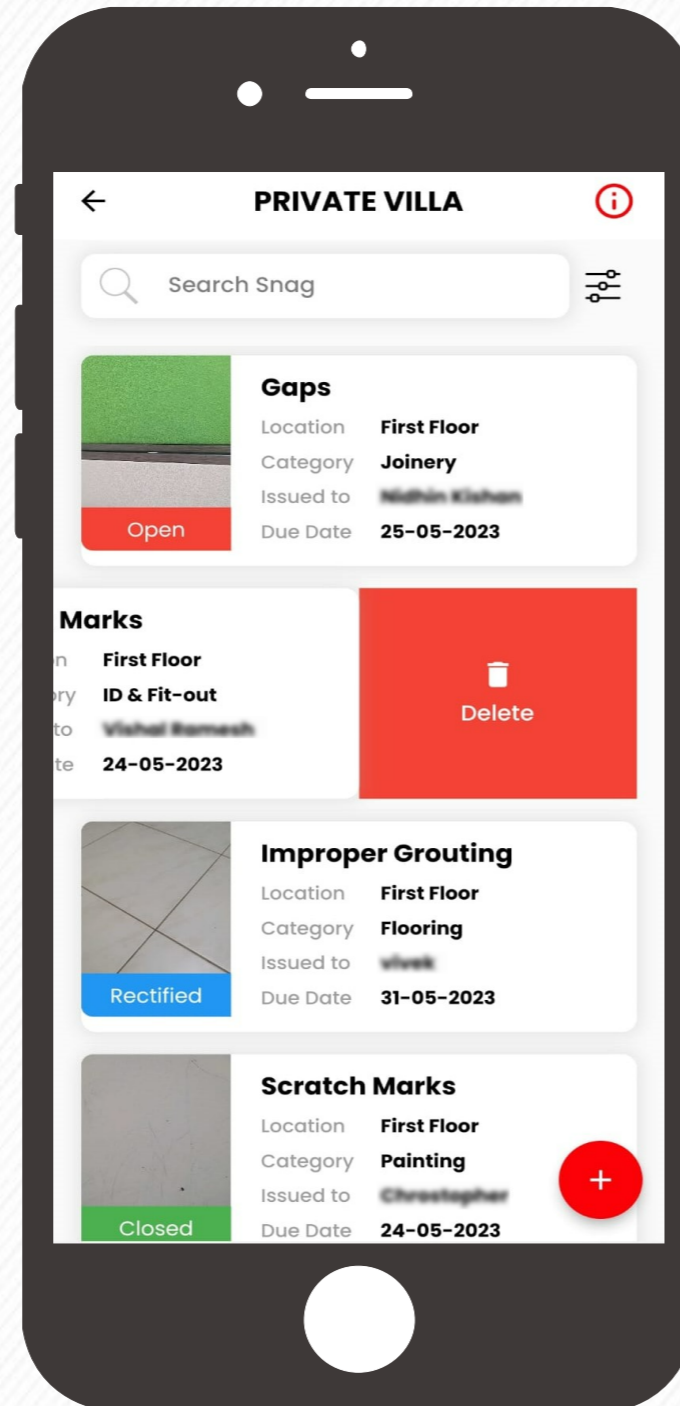 PRIVATE VILLA
Search Snag
Gaps
Location First Floor
Category Joinery
Issued to
Open
Due Date 25-05-2023
Marks
n First Floor
ry ID & Fit-out
to
te 24-05-2023
Delete
Improper Grouting
Location First Floor
Category Flooring
Issued to
Rectified
Due Date 31-05-2023
Scratch Marks
Location First Floor
Category Painting
Issued to
Closed
Due Date 24-05-2023